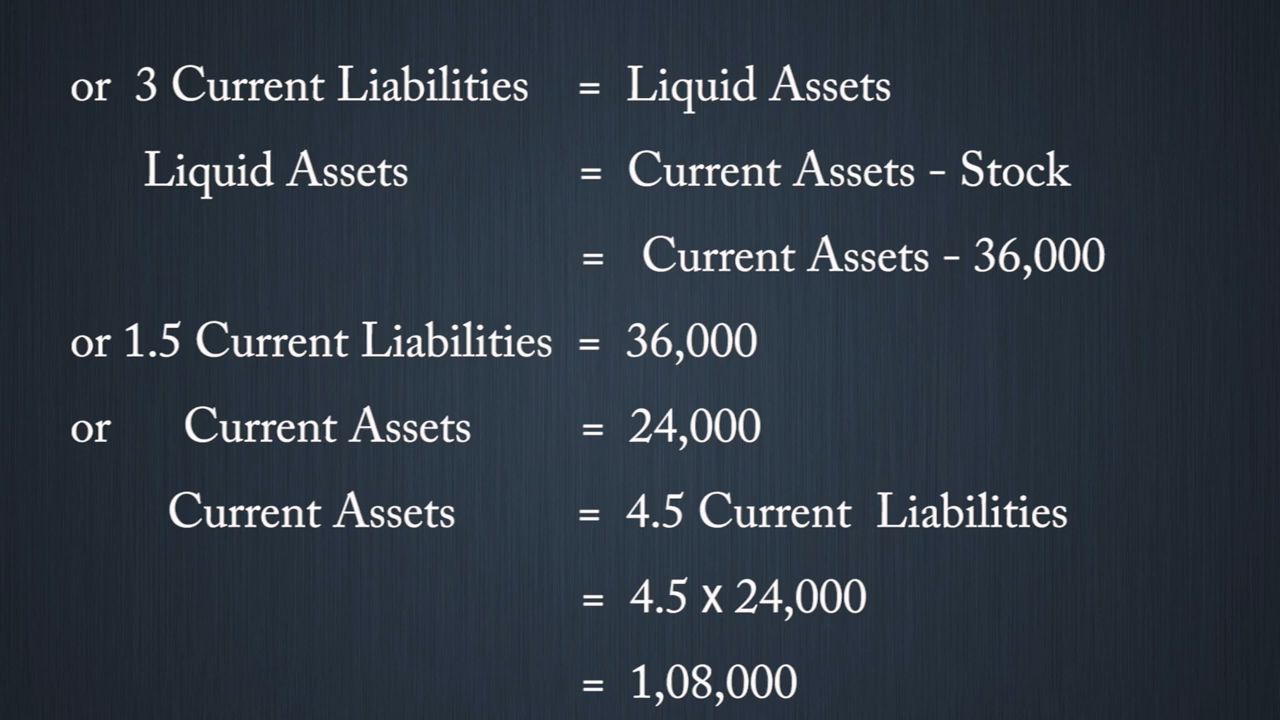 or 3 Current Liabilities = Liquid Assets
Liquid Assets = Current Assets - Stock
= Current Assets - 36,000
or 1.5 Current Liabilities = 36,000
or Current Assets = 24,000
Current Assets = 4.5 Current Liabilities
= 4.5 x 24,000
= 1,08,000